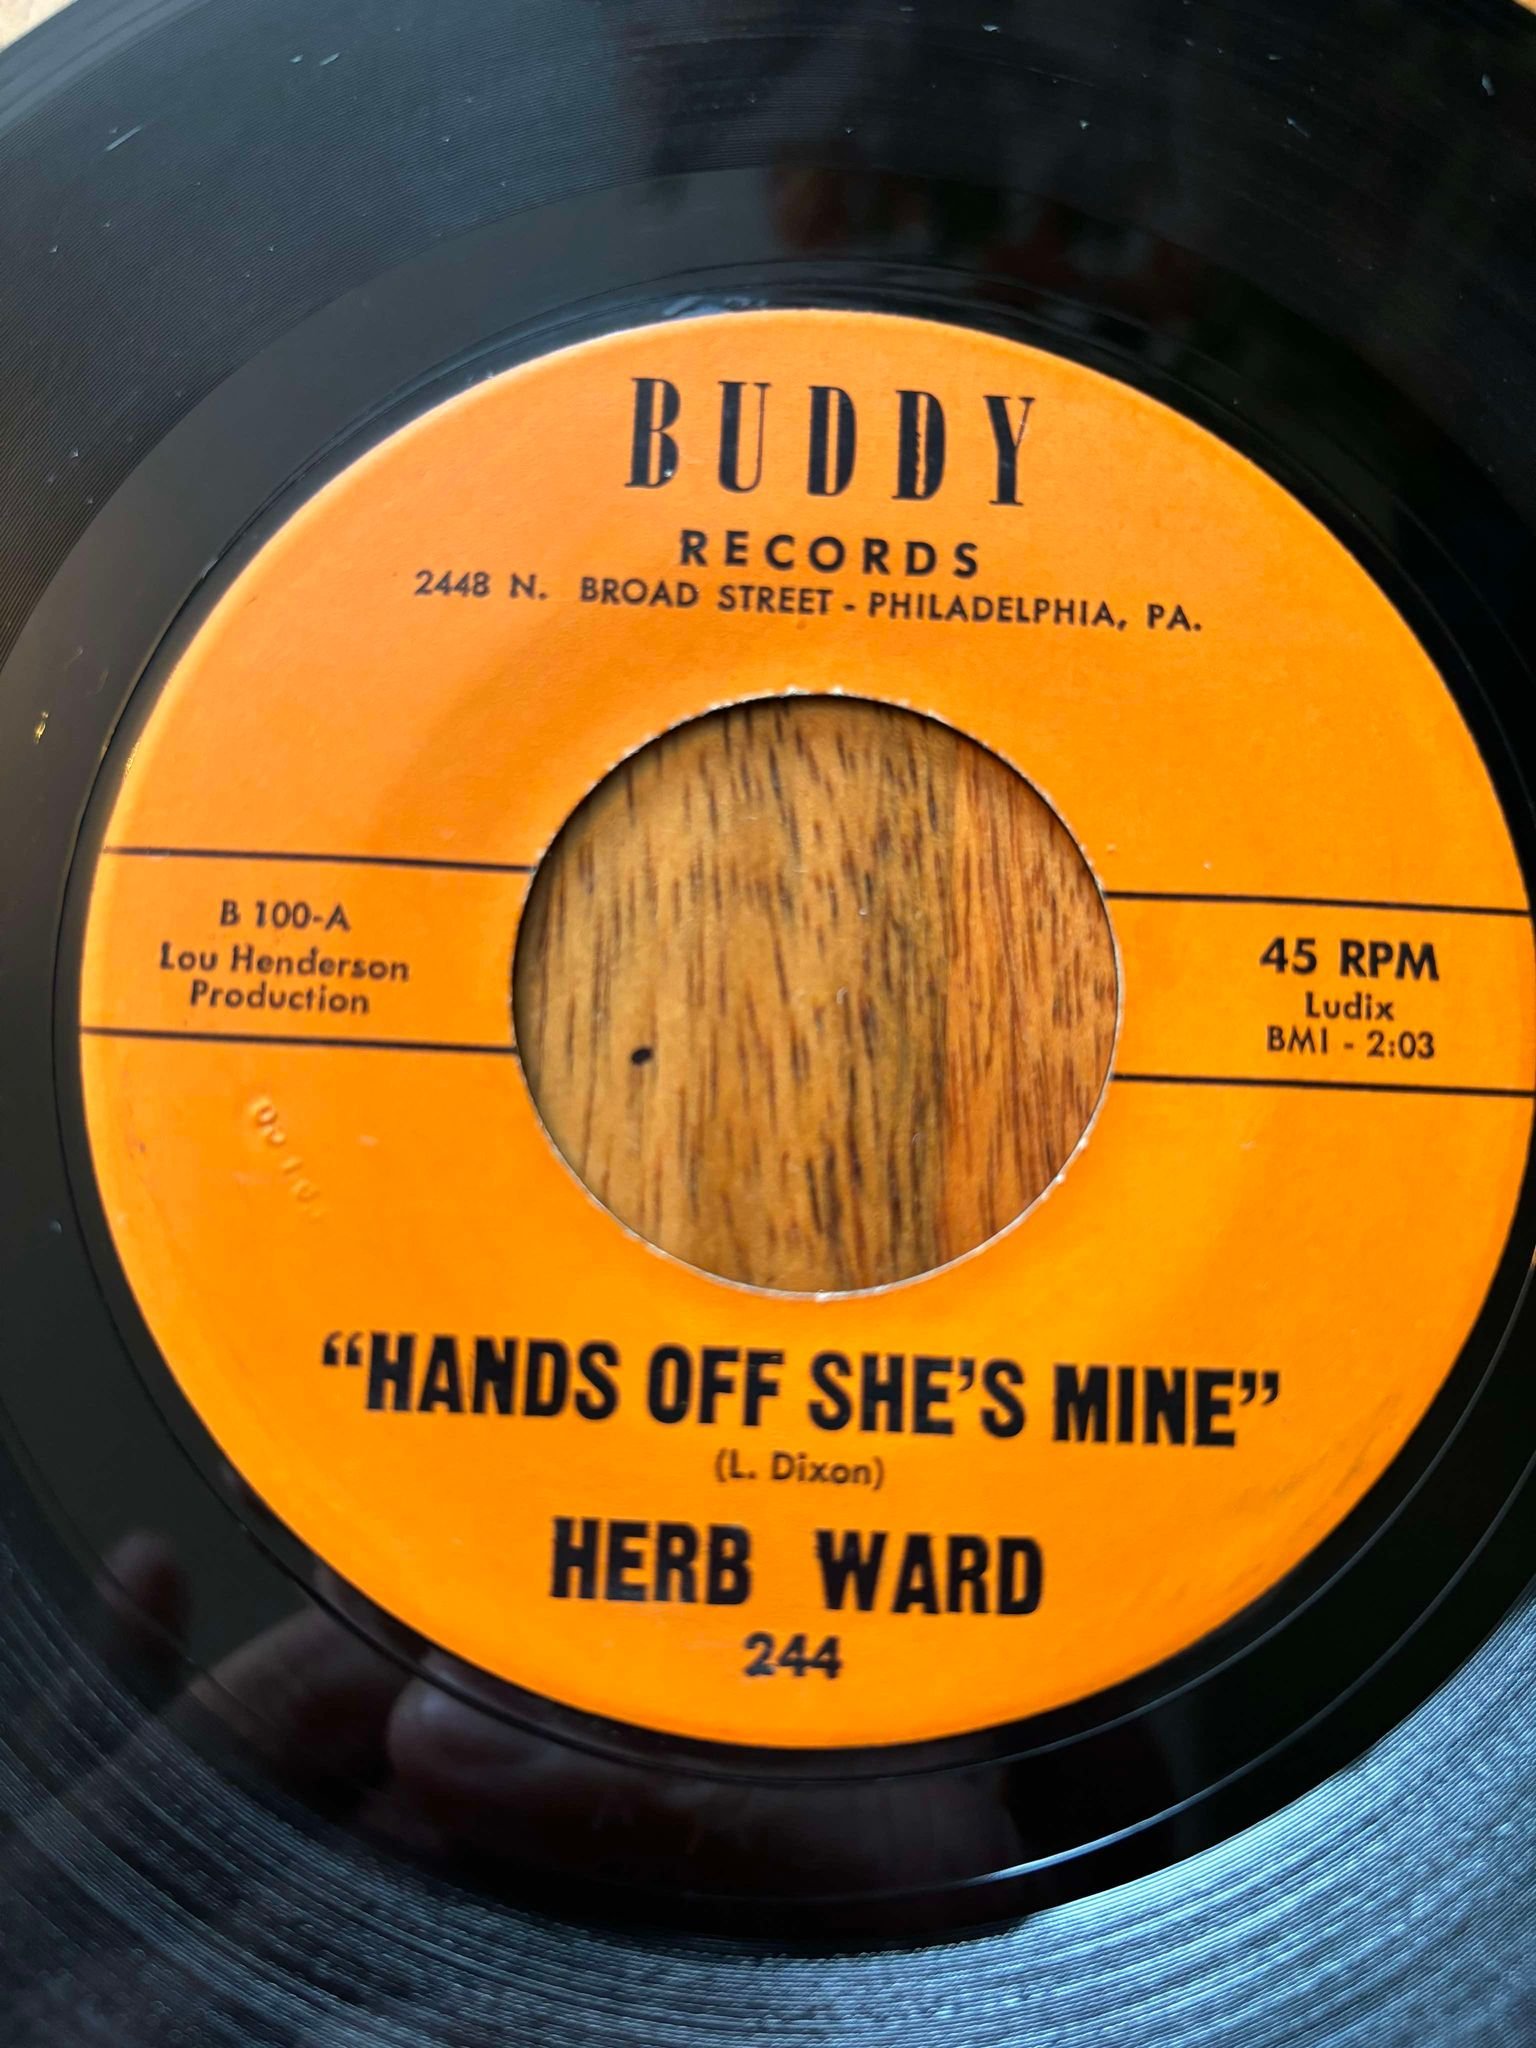 BUDDY
RECORDS
2448 N. BROAD STREET - PHILADELPHIA, PA.
B 100-A
Lou Henderson
Production
45 RPM
Ludix
BMI - 2:03
"HANDS OFF SHE'S MINE"
(L. Dixon)
HERB WARD
244